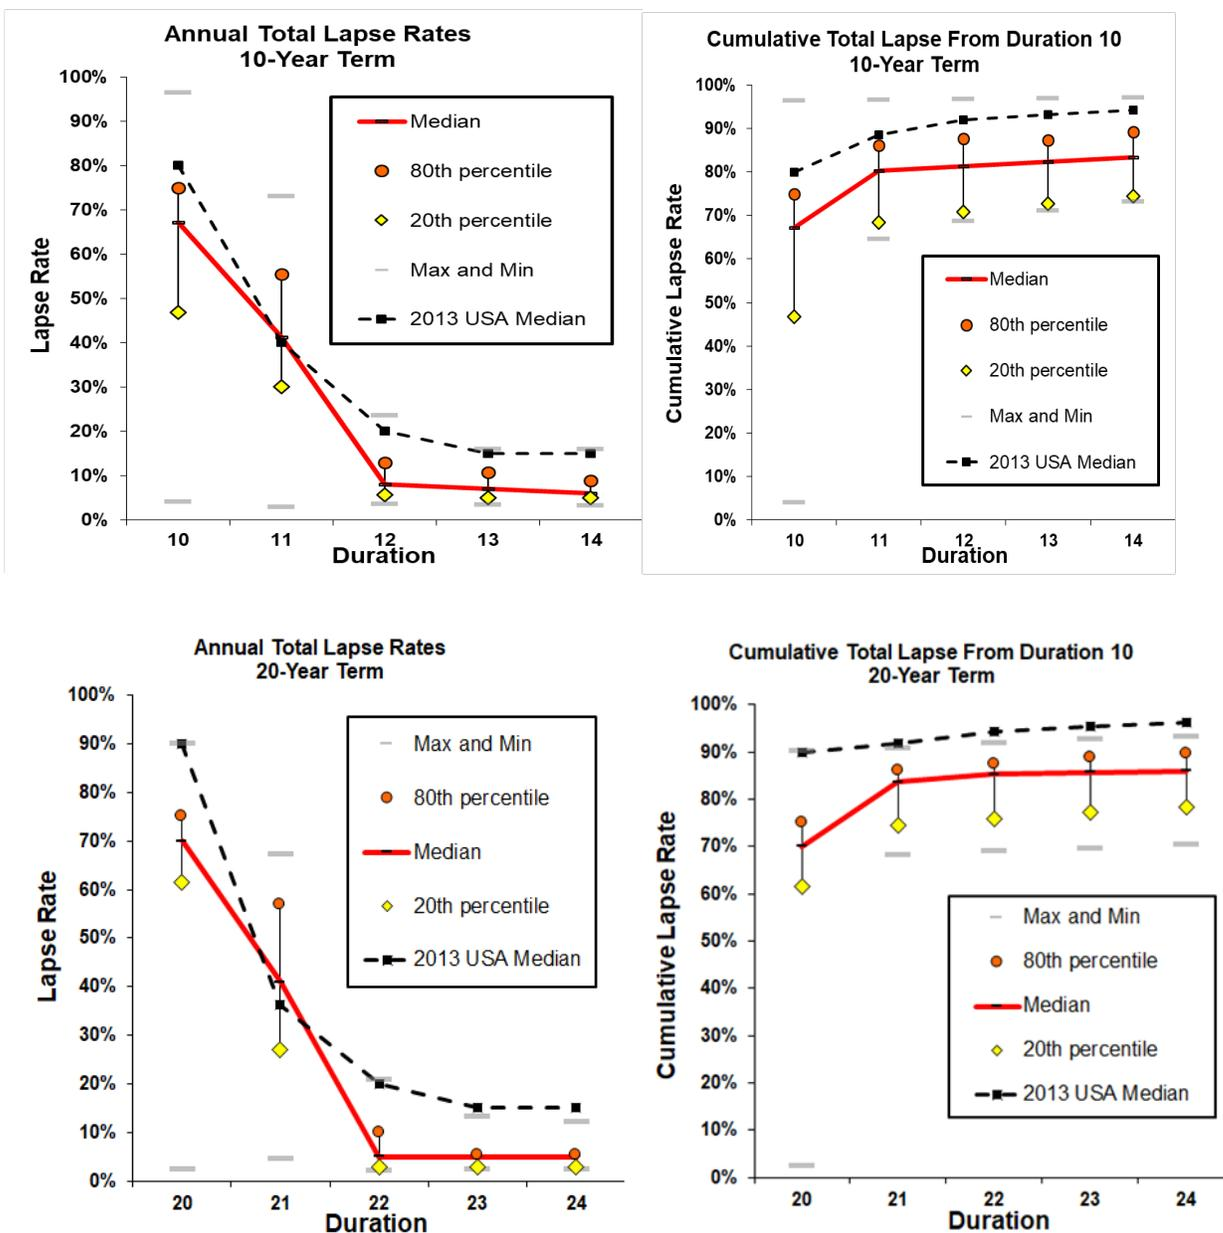 Annual Total Lapse Rates
10-Year Term
100%
90%
80%
70%
60%
50%
40%
30%
20%
10%
0%
Lapse Rate
Median
80th percentile
20th percentile
Max and Min
2013 USA Median
10 11 12 13 14
Duration
Cumulative Total Lapse From Duration 10
10-Year Term
100%
90%
80%
70%
60%
50%
40%
30%
20%
10%
0%
Cumulative Lapse Rate
Median
80th percentile
20th percentile
Max and Min
2013 USA Median
10 11 12 13 14
Duration
Annual Total Lapse Rates
20-Year Term
100%
90%
80%
70%
60%
50%
40%
30%
20%
10%
0%
Lapse Rate
Max and Min
80th percentile
Median
20th percentile
2013 USA Median
20 21 22 23 24
Duration
Cumulative Total Lapse From Duration 10
20-Year Term
100%
90%
80%
70%
60%
50%
40%
30%
20%
10%
0%
Cumulative Lapse Rate
Max and Min
80th percentile
Median
20th percentile
2013 USA Median
20 21 22 23 24
Duration